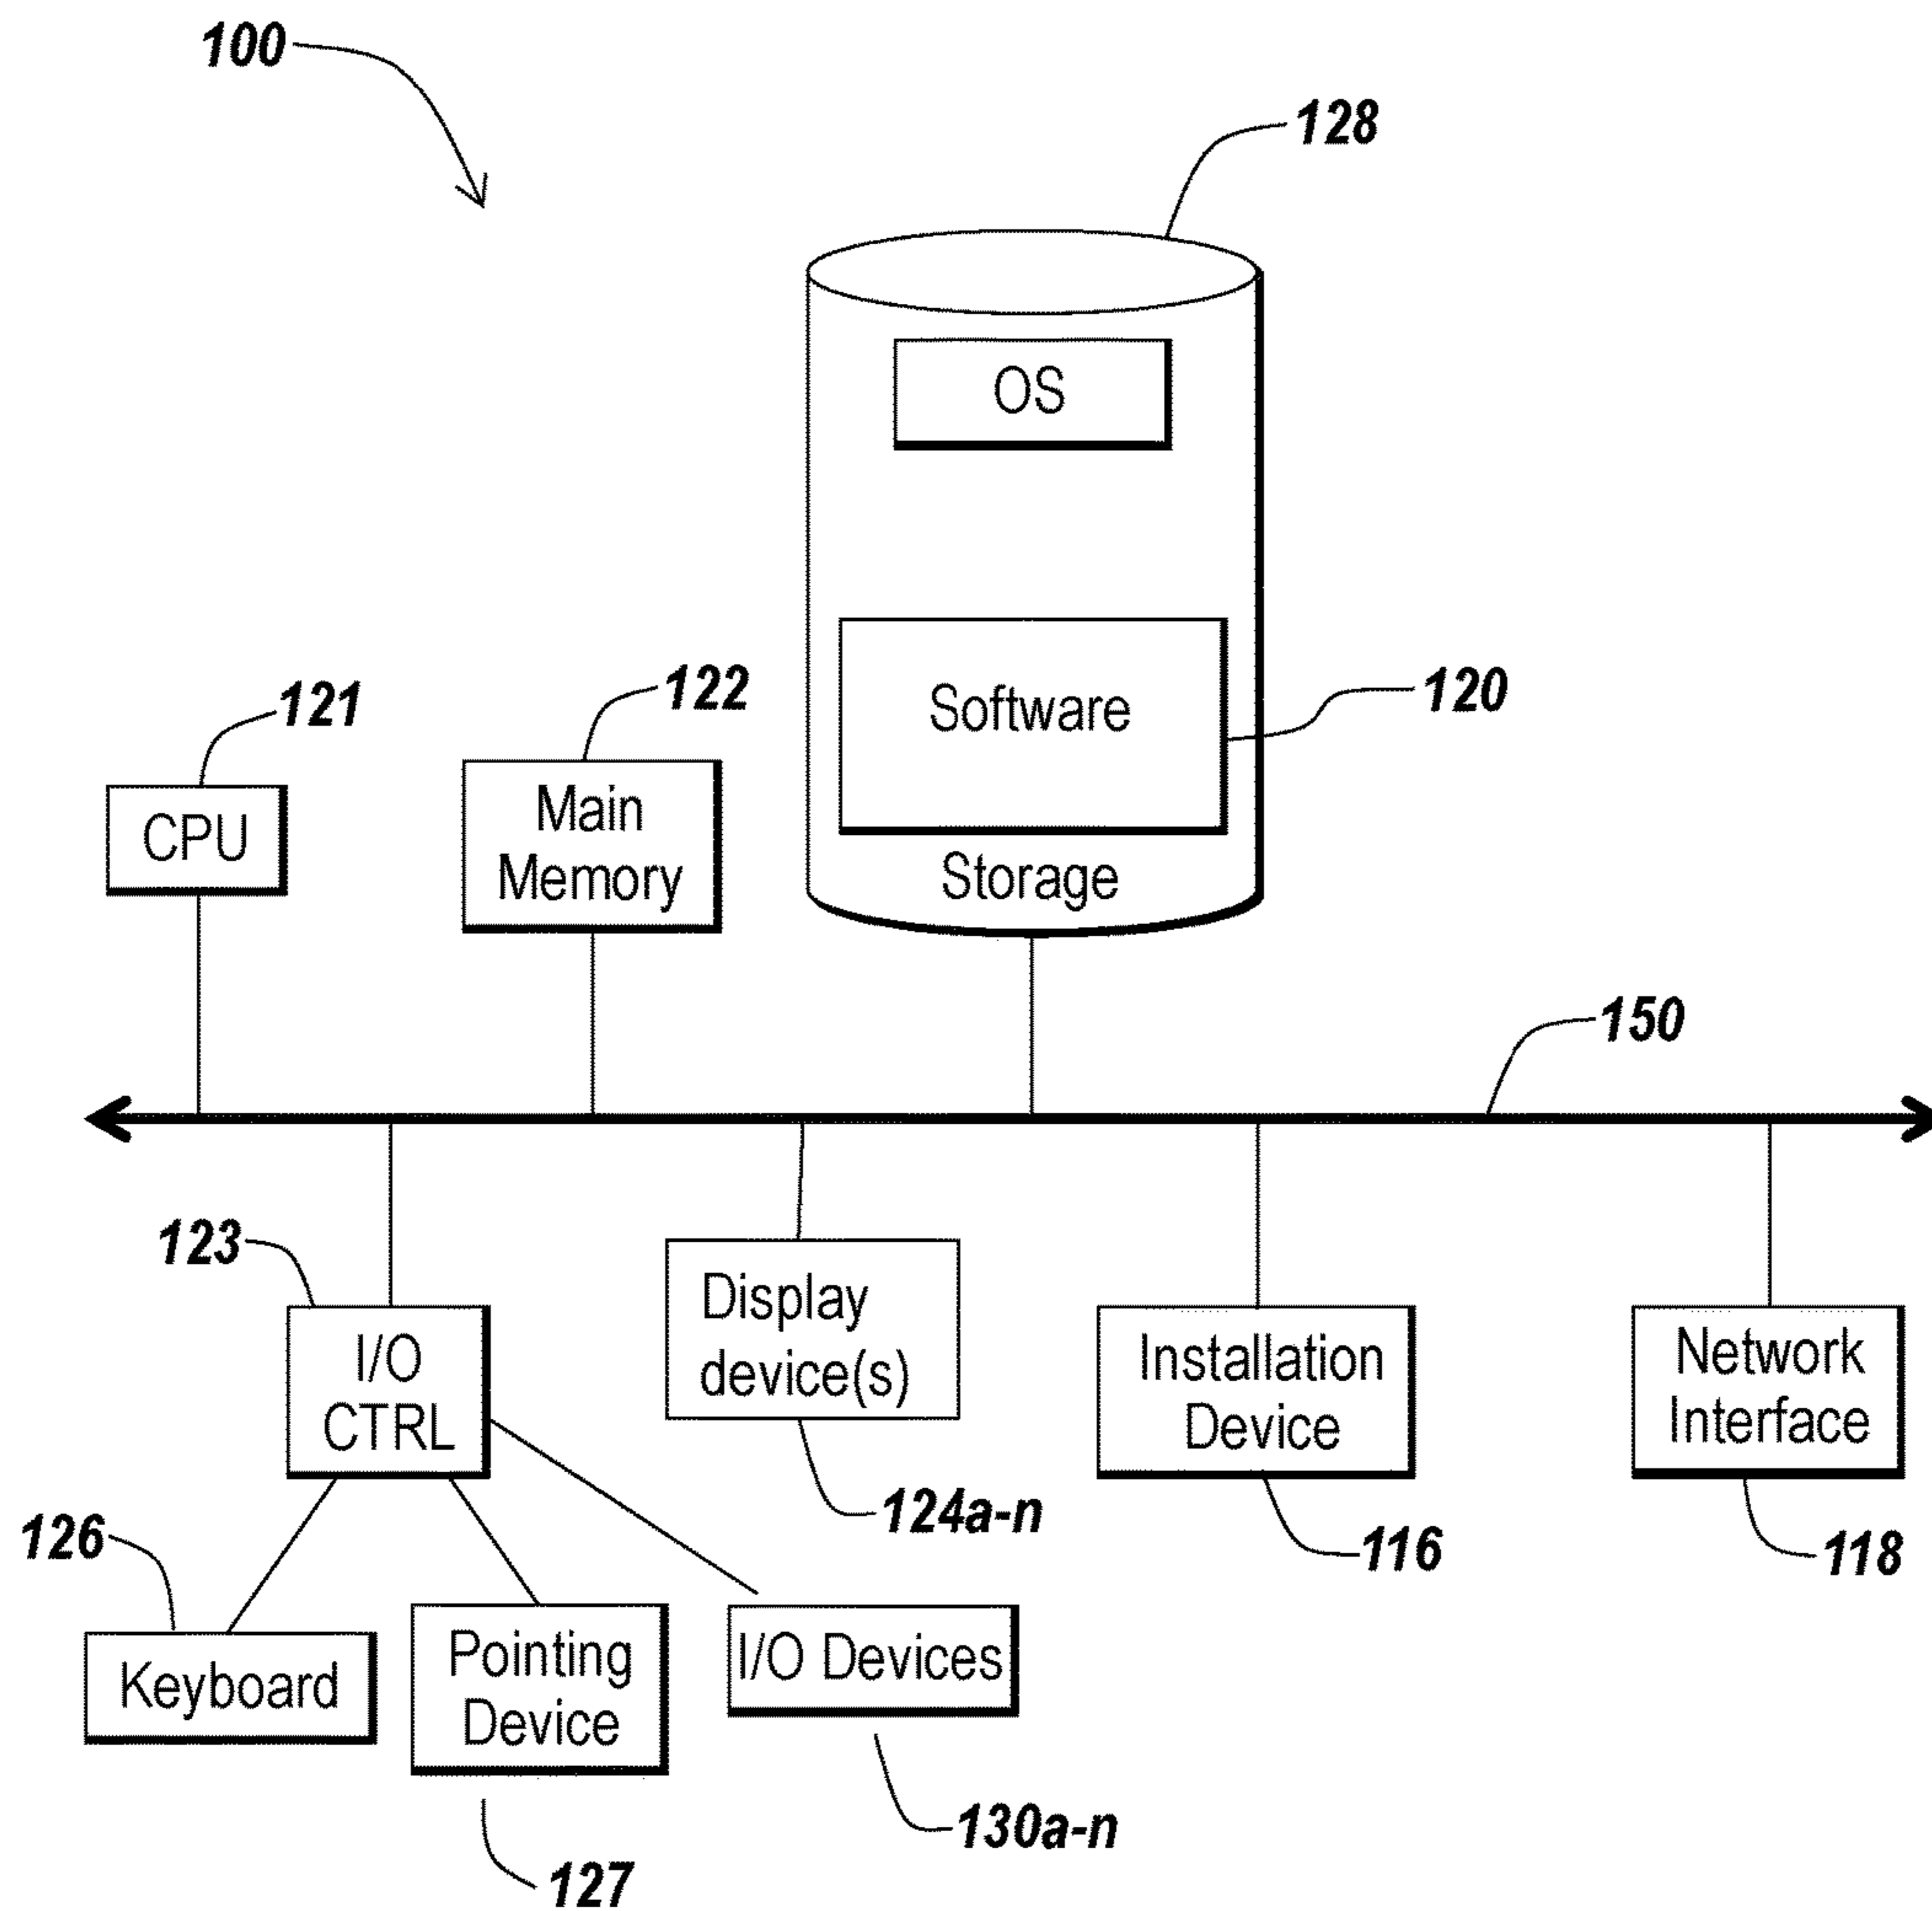 100
128
OS
Software
120
Storage
121
CPU
122
Main
Memory
150
123
I/O
CTRL
Display
device(s)
124a-n
Installation
Device
116
Network
Interface
118
126
Keyboard
Pointing
Device
127
I/O Devices
130a-n